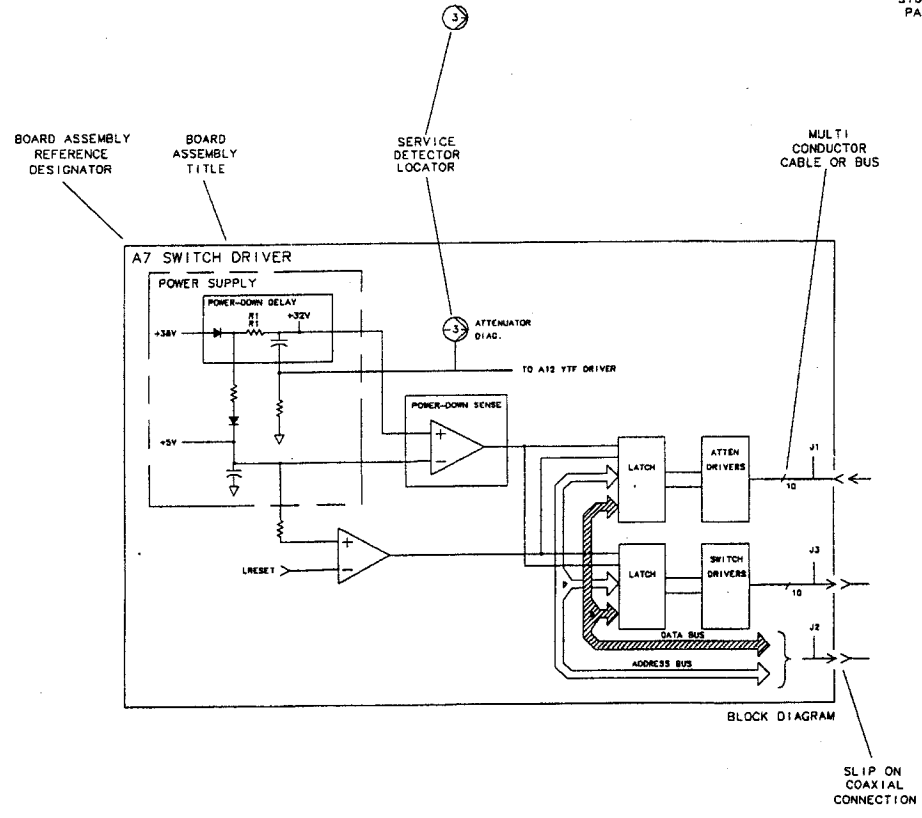 3
PA
BOARD ASSEMBLY
REFERENCE
DESIGNATOR
BOARD
ASSEMBLY
TITLE
SERVICE
DETECTOR
LOCATOR
MULTI
CONDUCTOR
CABLE OR BUS
A7 SWITCH DRIVER
POWER SUPPLY
POWER-DOWN DELAY
R1
R1
+32V
+38V
3
ATTENUATOR
DIAG.
TO A12 YTF DRIVER
POWER-DOWN SENSE
+
-
+5V
LATCH
ATTEN
DRIVERS
J1
10
+
-
LRESET
LATCH
SWITCH
DRIVERS
J3
10
J2
DATA BUS
ADDRESS BUS
BLOCK DIAGRAM
SLIP ON
COAXIAL
CONNECTION